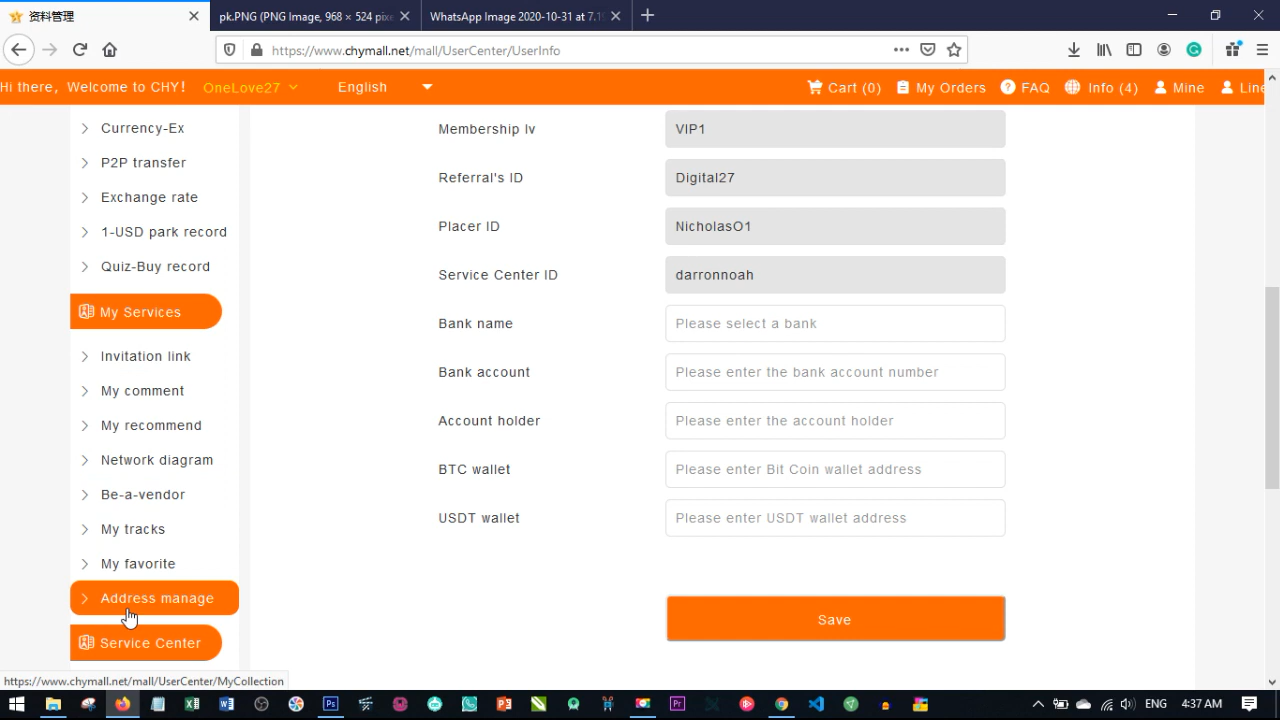 资料管理
pk.PNG (PNG Image, 968 × 524 pixe
WhatsApp Image 2020-10-31 at 7.1
https://www.chymall.net/mall/UserCenter/UserInfo
Hi there, Welcome to CHY!
OneLove27
English
Cart (0)
My Orders
FAQ
Info (4)
Mine
Line
Currency-Ex
P2P transfer
Exchange rate
1-USD park record
Quiz-Buy record
My Services
Invitation link
My comment
My recommend
Network diagram
Be-a-vendor
My tracks
My favorite
Address manage
Service Center
Membership lv
VIP1
Referral's ID
Digital27
Placer ID
NicholasO1
Service Center ID
darronnoah
Bank name
Please select a bank
Bank account
Please enter the bank account number
Account holder
Please enter the account holder
BTC wallet
Please enter Bit Coin wallet address
USDT wallet
Please enter USDT wallet address
Save
https://www.chymall.net/mall/UserCenter/MyCollection
ENG
4:37 AM